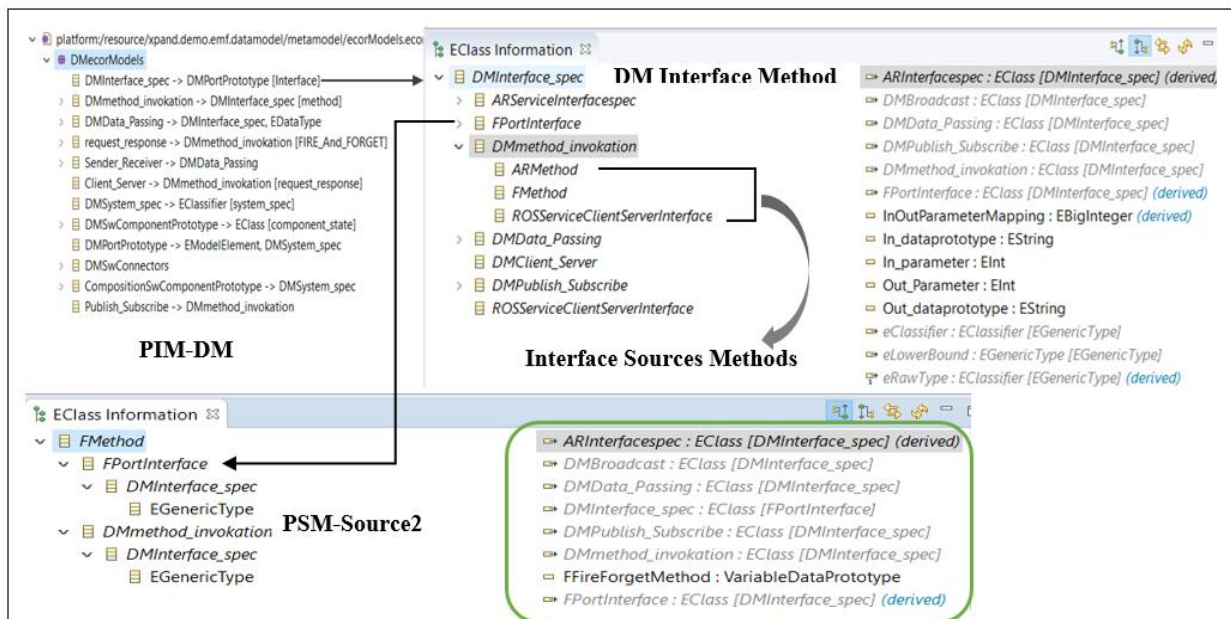 platform:/resource/xpand.demo.emf.datamodel/metamodel/ecorModels.eco
DMecorModels
DMInterface_spec -> DMPortPrototype [Interface]
DMmethod_invokation -> DMInterface_spec [method]
DMData_Passing -> DMInterface_spec, EDataType
request_response -> DMmethod_invokation [FIRE_And_FORGET]
Sender_Receiver -> DMData_Passing
Client_Server -> DMmethod_invokation [request_response]
DMSystem_spec -> EClassifier [system_spec]
DMSwComponentPrototype -> EClass [component_state]
DMPortPrototype -> EModelElement, DMSystem_spec
DMSwConnectors
CompositionSwComponentPrototype -> DMSystem_spec
Publish_Subscribe -> DMmethod_invokation
PIM-DM
EClass Information
DMInterface_spec
DM Interface Method
ARServiceInterfacespec
FPortInterface
DMmethod_invokation
ARMethod
FMethod
ROSServiceClientServerInterface
DMData_Passing
DMClient_Server
DMPublish_Subscribe
ROSServiceClientServerInterface
Interface Sources Methods
ARInterfacespec : EClass [DMInterface_spec] (derived)
DMBroadcast : EClass [DMInterface_spec]
DMData_Passing : EClass [DMInterface_spec]
DMPublish_Subscribe : EClass [DMInterface_spec]
DMmethod_invokation : EClass [DMInterface_spec]
FPortInterface : EClass [DMInterface_spec] (derived)
InOutParameterMapping : EBigInteger (derived)
In_dataprototype : EString
In_parameter : EInt
Out_Parameter : EInt
Out_dataprototype : EString
eClassifier : EClassifier [EGenericType]
eLowerBound : EGenericType [EGenericType]
eRawType : EClassifier [EGenericType] (derived)
EClass Information
FMethod
FPortInterface
DMInterface_spec
EGenericType
PSM-Source2
DMmethod_invokation
DMInterface_spec
EGenericType
ARInterfacespec : EClass [DMInterface_spec] (derived)
DMBroadcast : EClass [DMInterface_spec]
DMData_Passing : EClass [DMInterface_spec]
DMInterface_spec : EClass [FPortInterface]
DMPublish_Subscribe : EClass [DMInterface_spec]
DMmethod_invokation : EClass [DMInterface_spec]
FFireForgetMethod : VariableDataPrototype
FPortInterface : EClass [DMInterface_spec] (derived)